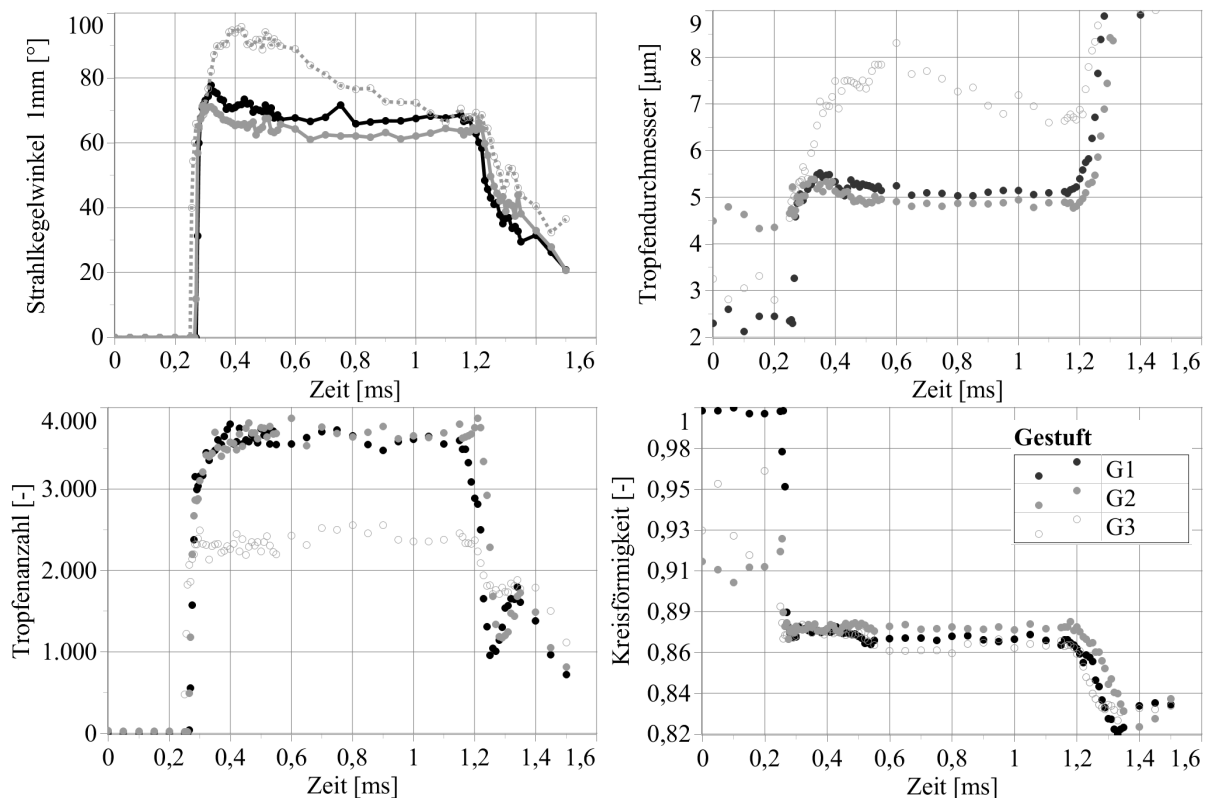 Strahlkegelwinkel 1mm [°]
100
80
60
40
20
0
0 0,2 0,4 0,6 0,8 1 1,2 1,4 1,6
Zeit [ms]
Tropfendurchmesser [µm]
9
8
7
6
5
4
3
2
0 0,2 0,4 0,6 0,8 1 1,2 1,4 1,6
Zeit [ms]
Tropfenanzahl [-]
4.000
3.000
2.000
1.000
0
0 0,2 0,4 0,6 0,8 1 1,2 1,4 1,6
Zeit [ms]
Kreisförmigkeit [-]
1
0,98
0,95
0,93
0,91
0,89
0,86
0,84
0,82
0 0,2 0,4 0,6 0,8 1 1,2 1,4 1,6
Zeit [ms]
Gestuft
G1
G2
G3